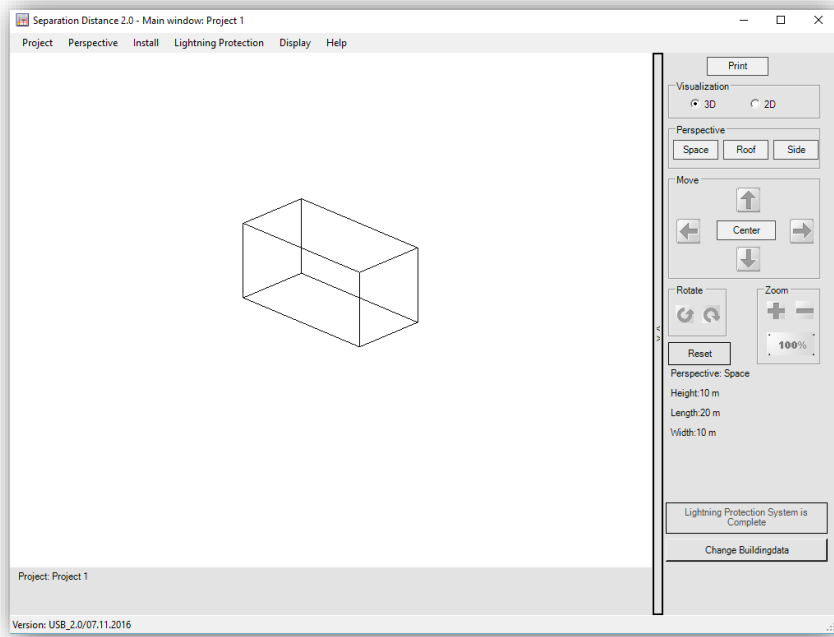 Separation Distance 2.0 - Main window: Project 1
Project Perspective Install Lightning Protection Display Help
Print
Visualization
3D 2D
Perspective
Space Roof Side
Move
Center
Rotate Zoom
100%
Reset
Perspective: Space
Height:10 m
Length:20 m
Width:10 m
<
>
Lightning Protection System is
Complete
Change Buildingdata
Project: Project 1
Version: USB_2.0/07.11.2016